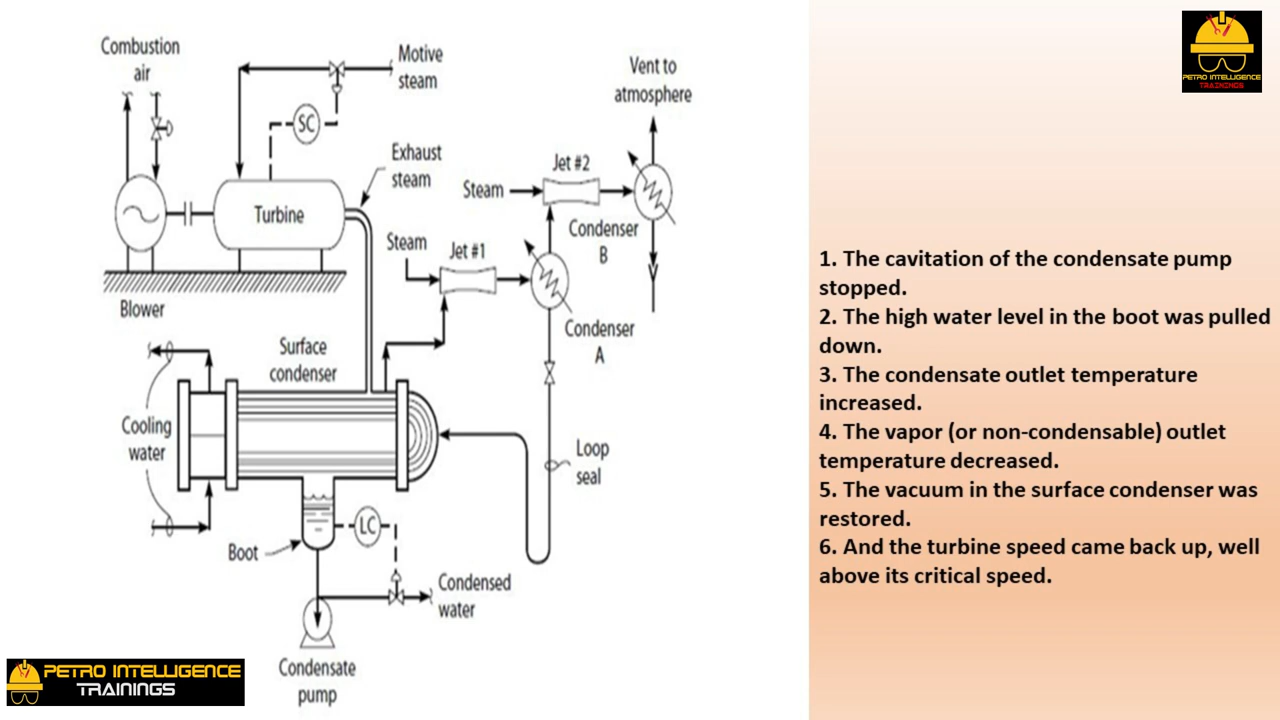 Combustion
air
Motive
steam
Vent to
atmosphere
PETRO INTELLIGENCE
TRAININGS
SC
Exhaust
steam
Jet #2
Steam
Turbine
Condenser
B
Steam
Jet #1
Blower
Condenser
A
Surface
condenser
Cooling
water
Loop
seal
LC
Boot
Condensed
water
Condensate
pump
1. The cavitation of the condensate pump
stopped.
2. The high water level in the boot was pulled
down.
3. The condensate outlet temperature
increased.
4. The vapor (or non-condensable) outlet
temperature decreased.
5. The vacuum in the surface condenser was
restored.
6. And the turbine speed came back up, well
above its critical speed.
PETRO INTELLIGENCE
TRAININGS